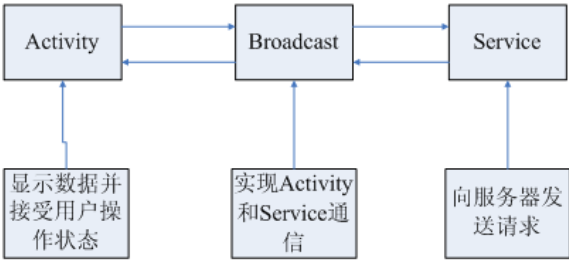 Activity
Broadcast
Service
显示数据并
接受用户操
作状态
实现Activity
和Service通
信
向服务器发
送请求